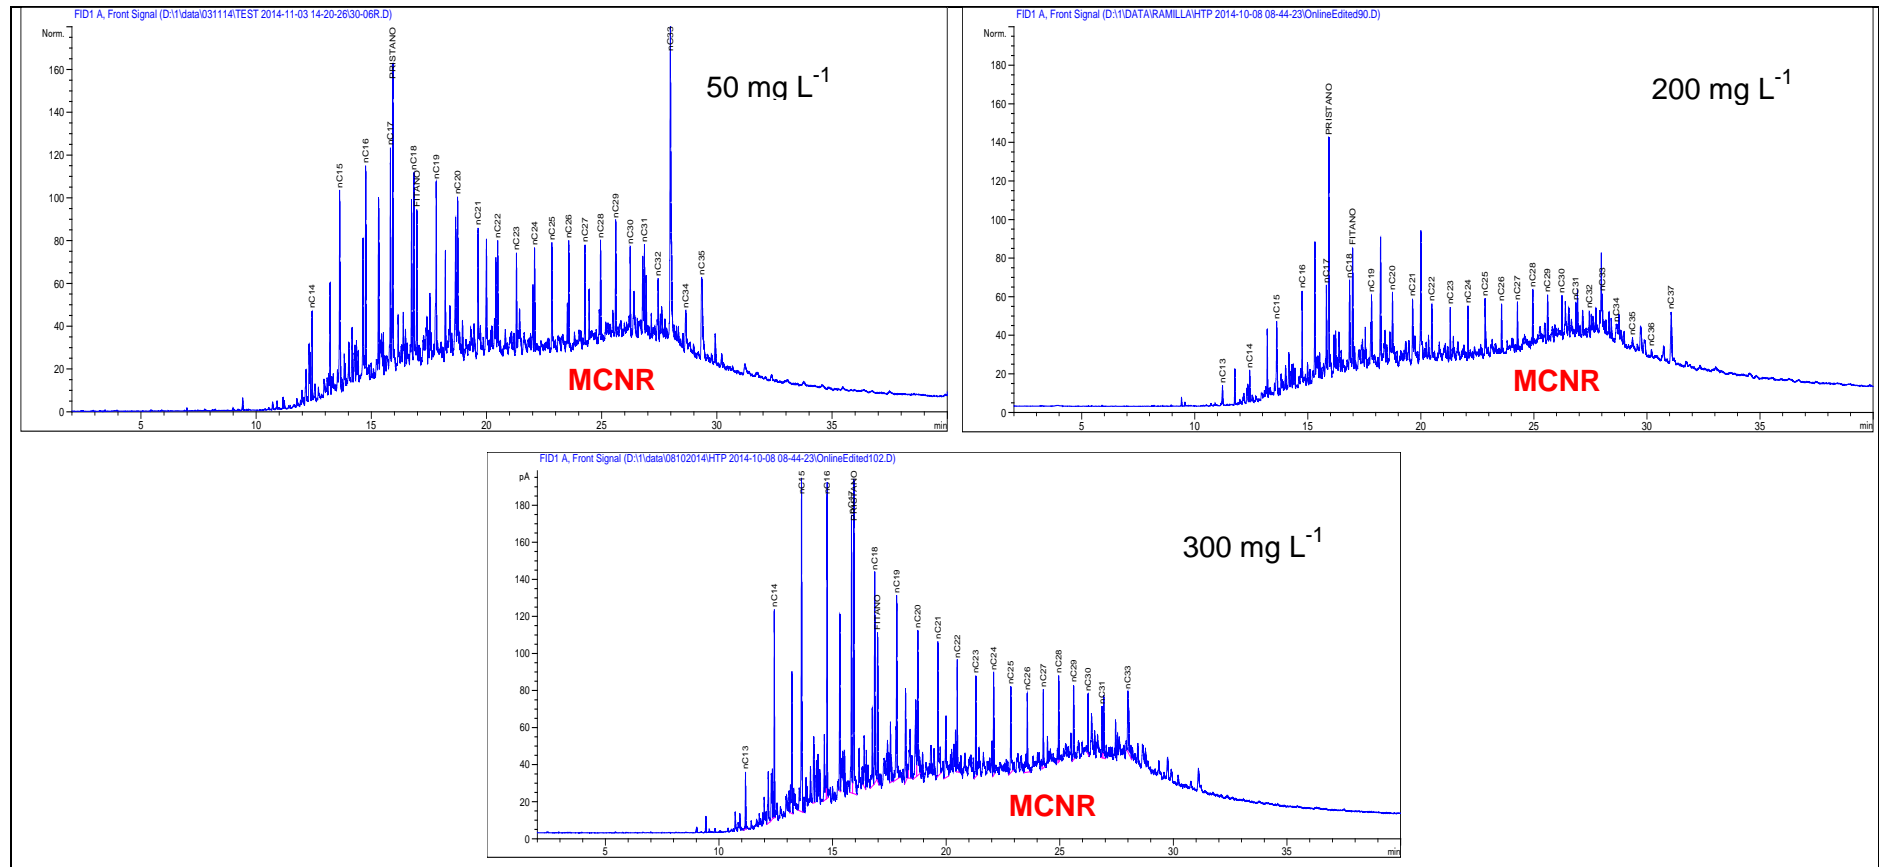 FID1 A, Front Signal (D:\1\data\031114\TEST 2014-11-03 14-20-26\30-06R.D)
Norm.
160
140
120
100
80
60
40
20
0
5
10
15
20
25
30
35
min
nC14
nC15
nC16
nC17
PRISTANO
nC18
FITANO
nC19
nC20
nC21
nC22
nC23
nC24
nC25
nC26
nC27
nC28
nC29
nC30
nC31
nC32
nC33
nC34
nC35
50 mg L-1
MCNR
FID1 A, Front Signal (D:\1\DATA\RAMILLA\HTP 2014-10-08 08-44-23\OnlineEdited90.D)
Norm.
180
160
140
120
100
80
60
40
20
0
5
10
15
20
25
30
35
min
nC13
nC14
nC15
nC16
nC17
PRISTANO
nC18
FITANO
nC19
nC20
nC21
nC22
nC23
nC24
nC25
nC26
nC27
nC28
nC29
nC30
nC31
nC32
nC33
nC34
nC35
nC36
nC37
200 mg L-1
MCNR
FID1 A, Front Signal (D:\1\data\08102014\HTP 2014-10-08 08-44-23\OnlineEdited102.D)
pA
180
160
140
120
100
80
60
40
20
0
5
10
15
20
25
30
35
min
nC13
nC14
nC15
nC16
nC17
PRISTANO
nC18
FITANO
nC19
nC20
nC21
nC22
nC23
nC24
nC25
nC26
nC27
nC28
nC29
nC30
nC31
nC33
300 mg L-1
MCNR